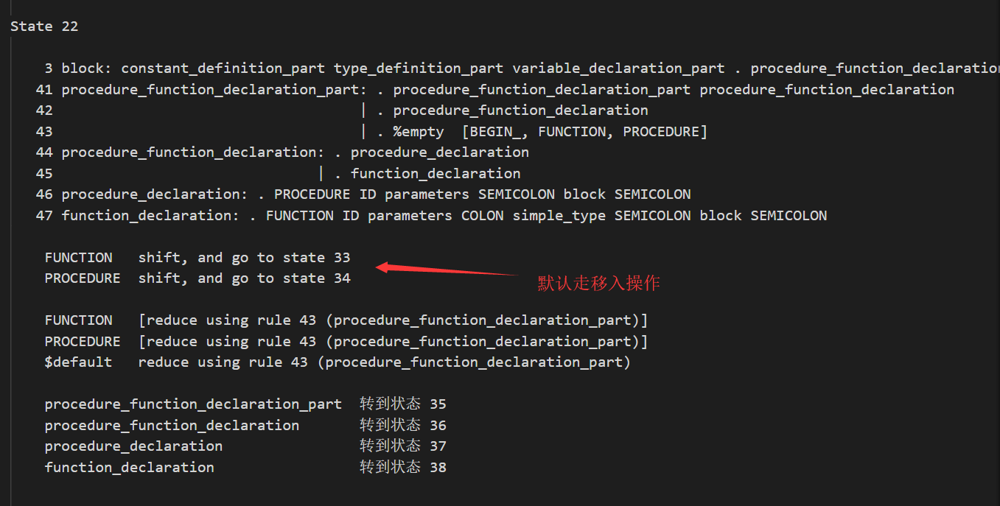 State 22
3 block: constant_definition_part type_definition_part variable_declaration_part . procedure_function_declaration
41 procedure_function_declaration_part: . procedure_function_declaration_part procedure_function_declaration
42 | . procedure_function_declaration
43 | . %empty [BEGIN_, FUNCTION, PROCEDURE]
44 procedure_function_declaration: . procedure_declaration
45 | . function_declaration
46 procedure_declaration: . PROCEDURE ID parameters SEMICOLON block SEMICOLON
47 function_declaration: . FUNCTION ID parameters COLON simple_type SEMICOLON block SEMICOLON
FUNCTION shift, and go to state 33
PROCEDURE shift, and go to state 34
默认走移入操作
FUNCTION [reduce using rule 43 (procedure_function_declaration_part)]
PROCEDURE [reduce using rule 43 (procedure_function_declaration_part)]
$default reduce using rule 43 (procedure_function_declaration_part)
procedure_function_declaration_part 转到状态 35
procedure_function_declaration 转到状态 36
procedure_declaration 转到状态 37
function_declaration 转到状态 38